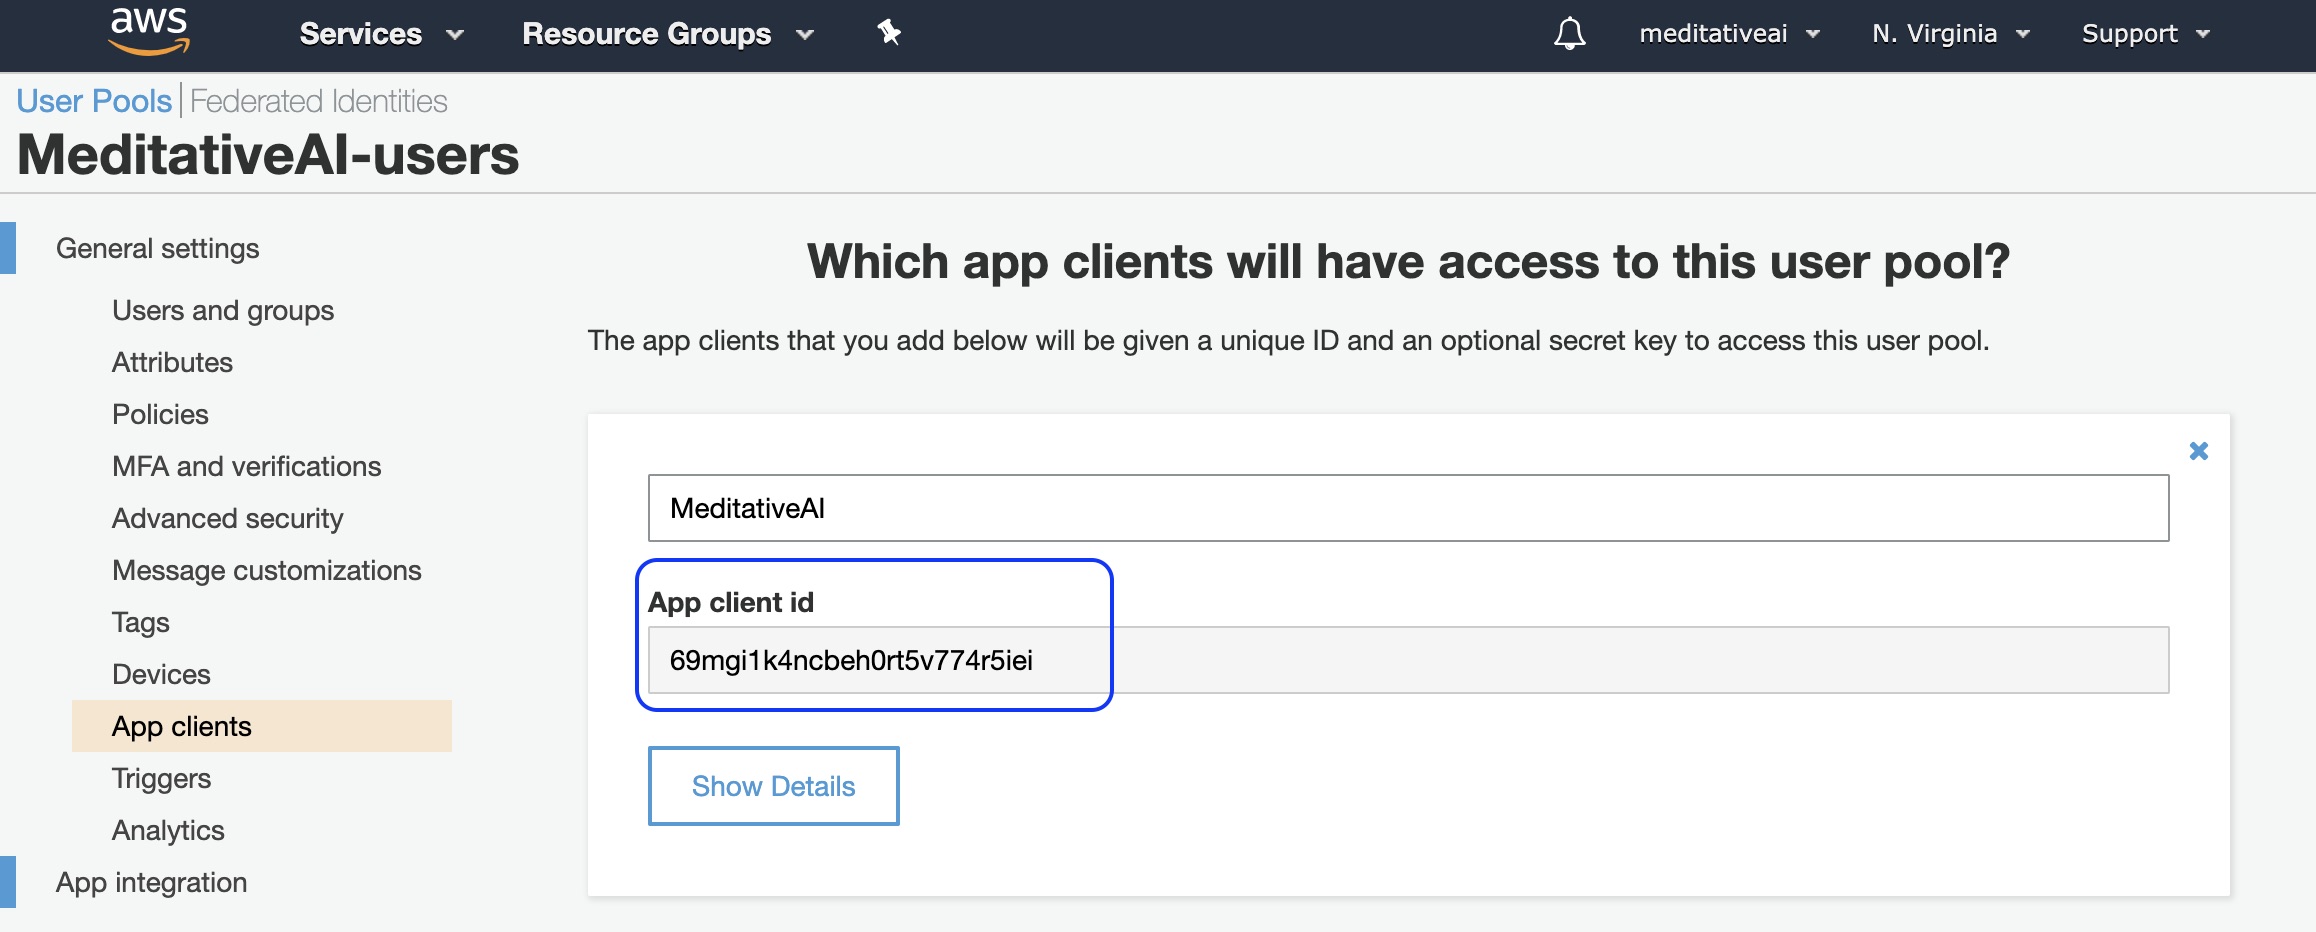 aws Services Resource Groups meditativeai N. Virginia Support
User Pools Federated Identities
MeditativeAI-users
General settings
Users and groups
Attributes
Policies
MFA and verifications
Advanced security
Message customizations
Tags
Devices
App clients
Triggers
Analytics
App integration
Which app clients will have access to this user pool?
The app clients that you add below will be given a unique ID and an optional secret key to access this user pool.
MeditativeAI
App client id
69mgi1k4ncbeh0rt5v774r5iei
Show Details